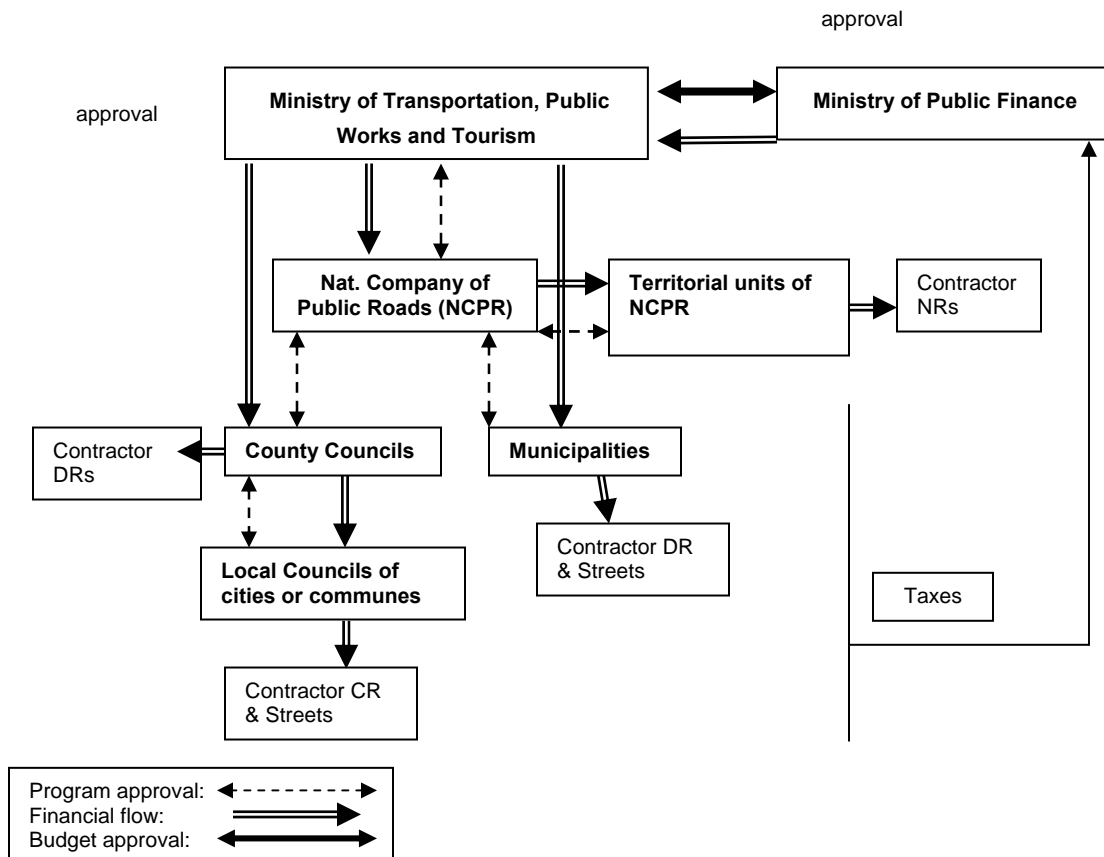 approval
Ministry of Transportation, Public
Works and Tourism
Ministry of Public Finance
approval
Nat. Company of
Public Roads (NCPR)
Territorial units of
NCPR
Contractor
NRs
Contractor
DRs
County Councils
Municipalities
Contractor DR
& Streets
Local Councils of
cities or communes
Taxes
Contractor CR
& Streets
Program approval:
Financial flow:
Budget approval: